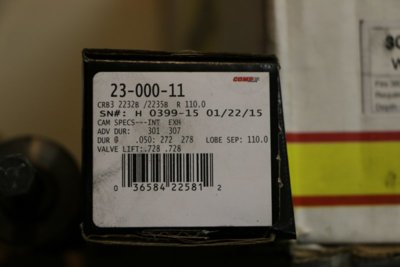 COMP
23-000-11
CRB3 2232B /2235B R 110.0
SN#: H 0399-15 01/22/15
CAM SPECS---INT EXH
ADV DUR: 301 307
DUR @ .050: 272 278 LOBE SEP: 110.0
VALVE LIFT: .728 .728
0 36584 22581 2